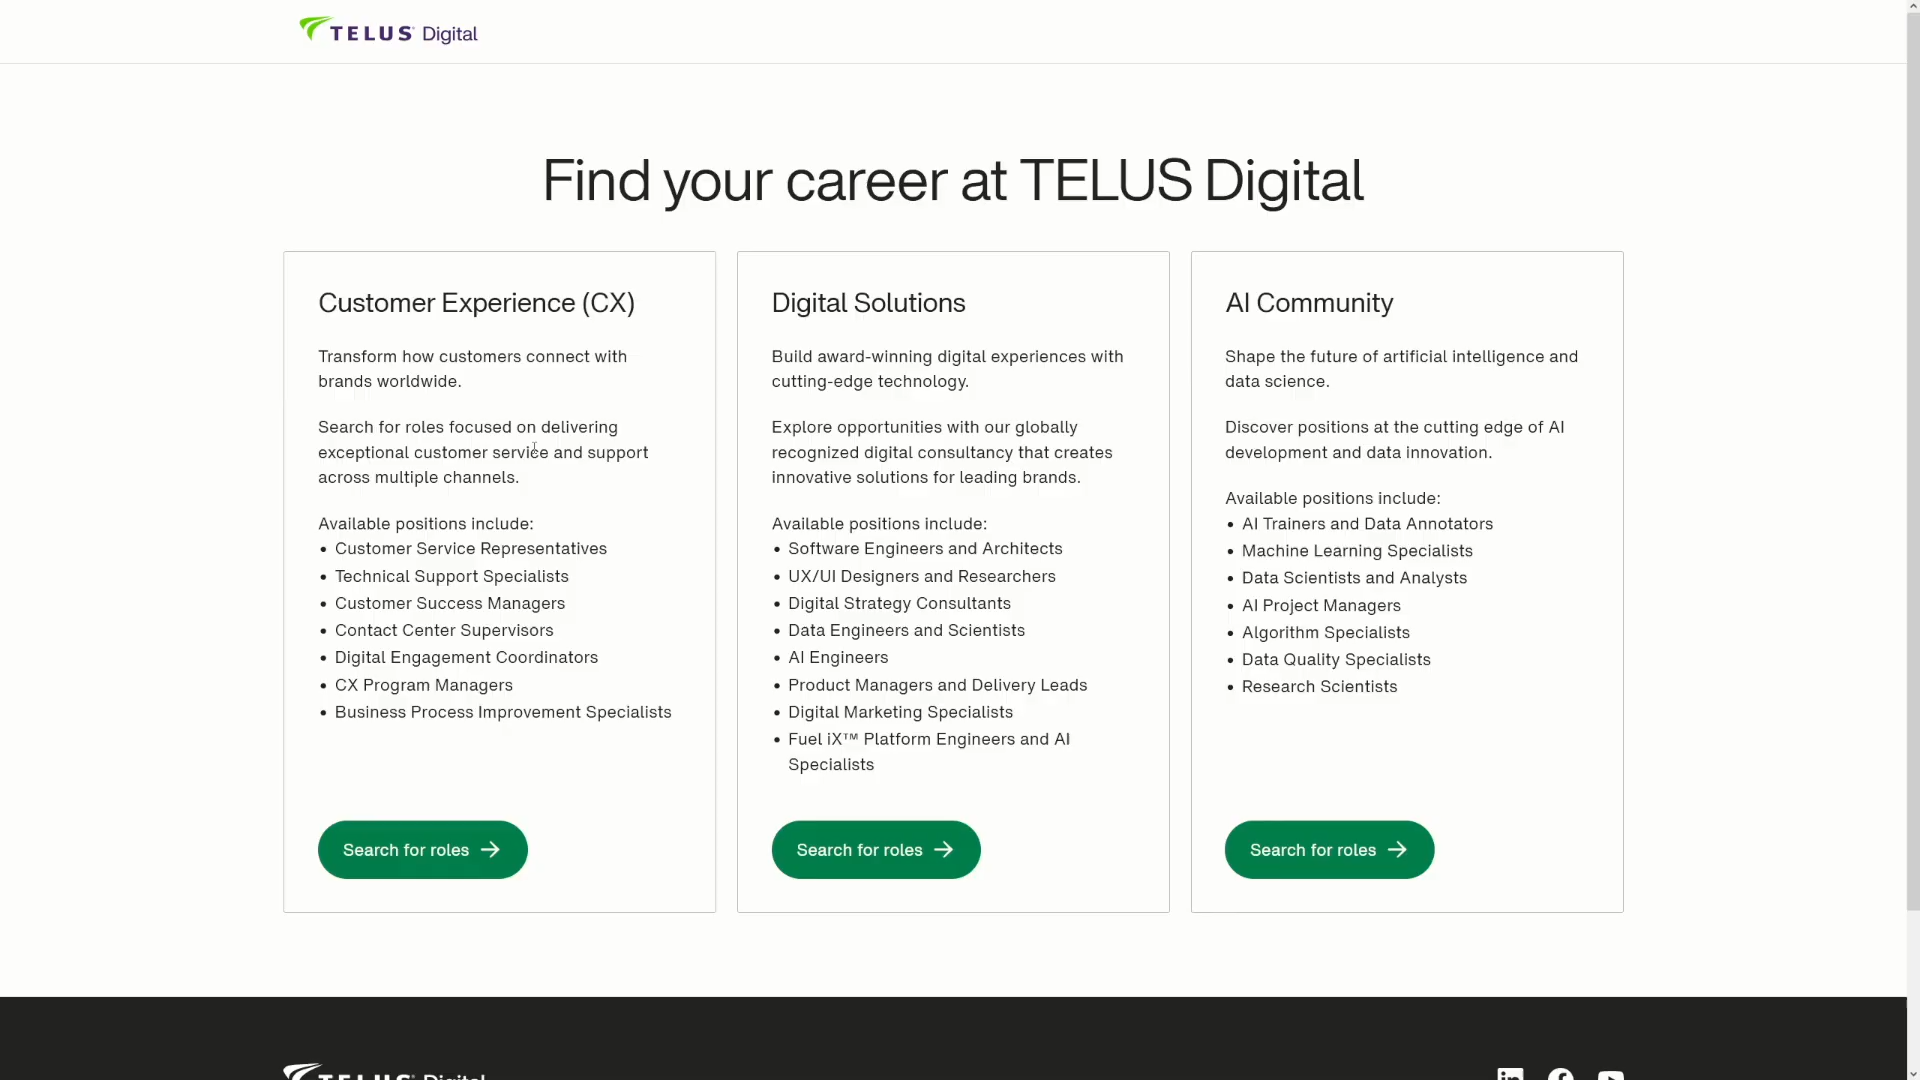 TELUS Digital
Find your career at TELUS Digital
Customer Experience (CX)
Transform how customers connect with
brands worldwide.
Search for roles focused on delivering
exceptional customer service and support
across multiple channels.
Available positions include:
• Customer Service Representatives
• Technical Support Specialists
• Customer Success Managers
• Contact Center Supervisors
• Digital Engagement Coordinators
• CX Program Managers
• Business Process Improvement Specialists
Search for roles →
Digital Solutions
Build award-winning digital experiences with
cutting-edge technology.
Explore opportunities with our globally
recognized digital consultancy that creates
innovative solutions for leading brands.
Available positions include:
• Software Engineers and Architects
• UX/UI Designers and Researchers
• Digital Strategy Consultants
• Data Engineers and Scientists
• AI Engineers
• Product Managers and Delivery Leads
• Digital Marketing Specialists
• Fuel iX™ Platform Engineers and AI
Specialists
Search for roles →
AI Community
Shape the future of artificial intelligence and
data science.
Discover positions at the cutting edge of AI
development and data innovation.
Available positions include:
• AI Trainers and Data Annotators
• Machine Learning Specialists
• Data Scientists and Analysts
• AI Project Managers
• Algorithm Specialists
• Data Quality Specialists
• Research Scientists
Search for roles →
TELUS Digital